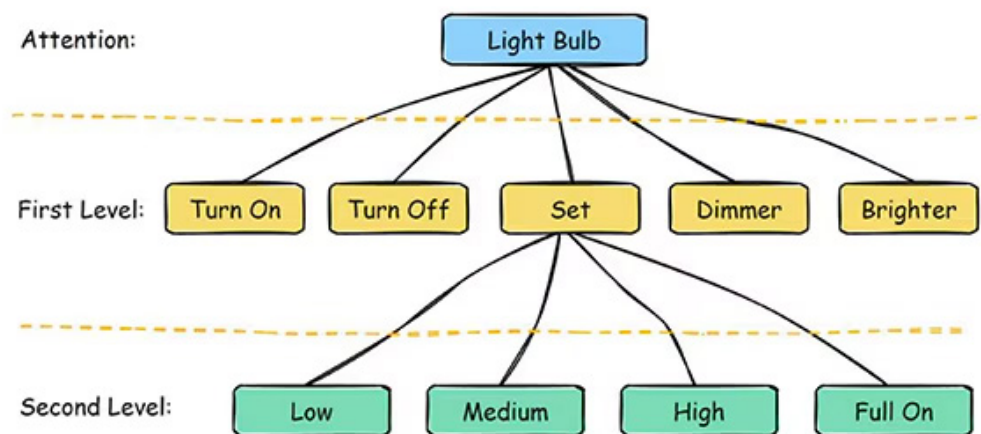 Attention:
Light Bulb
First Level:
Turn On
Turn Off
Set
Dimmer
Brighter
Second Level:
Low
Medium
High
Full On